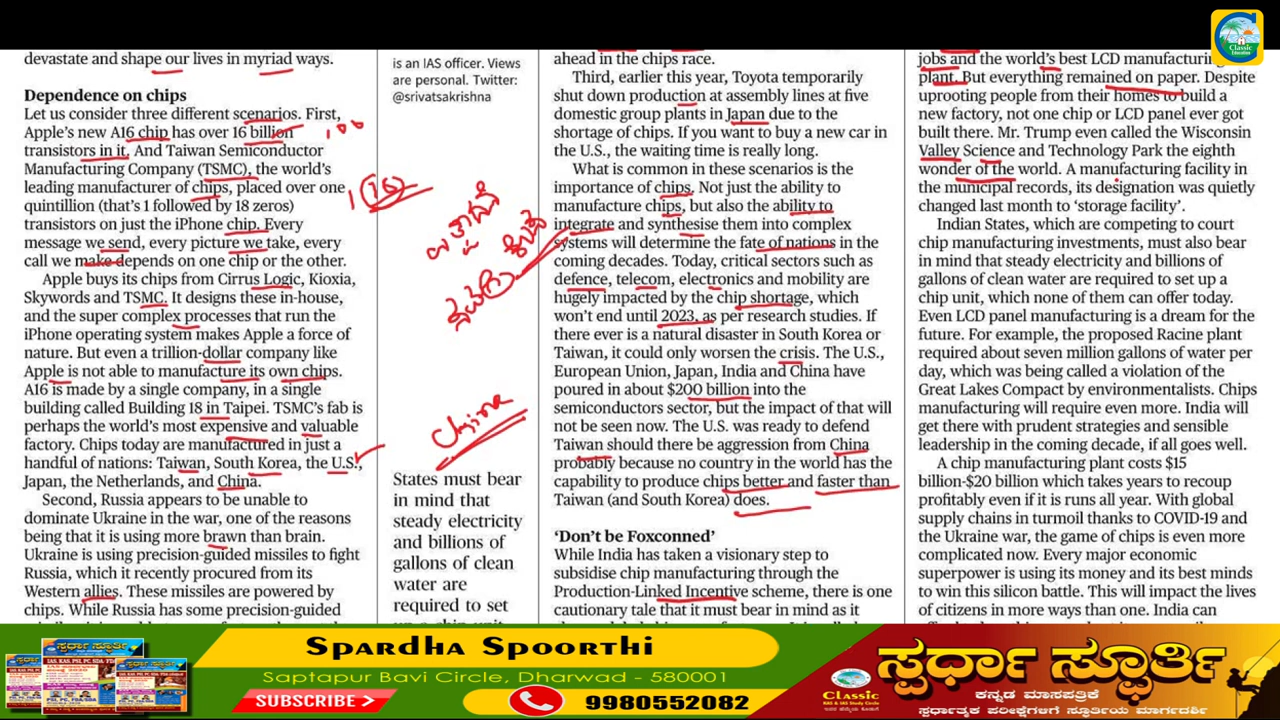 devastate and shape our lives in myriad ways.
Dependence on chips
Let us consider three different scenarios. First,
Apple's new A16 chip has over 16 billion
transistors in it. And Taiwan Semiconductor
Manufacturing Company (TSMC), the world's
leading manufacturer of chips, placed over one
quintillion (that's 1 followed by 18 zeros)
transistors on just the iPhone chip. Every
message we send, every picture we take, every
call we make depends on one chip or the other.
Apple buys its chips from Cirrus Logic, Kioxia,
Skywords and TSMC. It designs these in-house,
and the super complex processes that run the
iPhone operating system makes Apple a force of
nature. But even a trillion-dollar company like
Apple is not able to manufacture its own chips.
A16 is made by a single company, in a single
building called Building 18 in Taipei. TSMC's fab is
perhaps the world's most expensive and valuable
factory. Chips today are manufactured in just a
handful of nations: Taiwan, South Korea, the U.S.,
Japan, the Netherlands, and China.
Second, Russia appears to be unable to
dominate Ukraine in the war, one of the reasons
being that it is using more brawn than brain.
Ukraine is using precision-guided missiles to fight
Russia, which it recently procured from its
Western allies. These missiles are powered by
chips. While Russia has some precision-guided
100
is an IAS officer. Views
are personal. Twitter:
@srivatsakrishna
China
States must bear
in mind that
steady electricity
and billions of
gallons of clean
water are
required to set
ahead in the chips race.
Third, earlier this year, Toyota temporarily
shut down production at assembly lines at five
domestic group plants in Japan due to the
shortage of chips. If you want to buy a new car in
the U.S., the waiting time is really long.
What is common in these scenarios is the
importance of chips. Not just the ability to
manufacture chips, but also the ability to
integrate and synthesise them into complex
systems will determine the fate of nations in the
coming decades. Today, critical sectors such as
defence, telecom, electronics and mobility are
hugely impacted by the chip shortage, which
won't end until 2023, as per research studies. If
there ever is a natural disaster in South Korea or
Taiwan, it could only worsen the crisis. The U.S.,
European Union, Japan, India and China have
poured in about $200 billion into the
semiconductors sector, but the impact of that will
not be seen now. The U.S. was ready to defend
Taiwan should there be aggression from China
probably because no country in the world has the
capability to produce chips better and faster than
Taiwan (and South Korea) does.
'Don't be Foxconned'
While India has taken a visionary step to
subsidise chip manufacturing through the
Production-Linked Incentive scheme, there is one
cautionary tale that it must bear in mind as it
jobs and the world's best LCD manufacturing
plant. But everything remained on paper. Despite
uprooting people from their homes to build a
new factory, not one chip or LCD panel ever got
built there. Mr. Trump even called the Wisconsin
Valley Science and Technology Park the eighth
wonder of the world. A manufacturing facility in
the municipal records, its designation was quietly
changed last month to 'storage facility'.
Indian States, which are competing to court
chip manufacturing investments, must also bear
in mind that steady electricity and billions of
gallons of clean water are required to set up a
chip unit, which none of them can offer today.
Even LCD panel manufacturing is a dream for the
future. For example, the proposed Racine plant
required about seven million gallons of water per
day, which was being called a violation of the
Great Lakes Compact by environmentalists. Chips
manufacturing will require even more. India will
get there with prudent strategies and sensible
leadership in the coming decade, if all goes well.
A chip manufacturing plant costs $15
billion-$20 billion which takes years to recoup
profitably even if it is runs all year. With global
supply chains in turmoil thanks to COVID-19 and
the Ukraine war, the game of chips is even more
complicated now. Every major economic
superpower is using its money and its best minds
to win this silicon battle. This will impact the lives
of citizens in more ways than one. India can
Classic
Education
Spardha Spoorthi
Saptapur Bavi Circle, Dharwad - 580001
SUBSCRIBE
9980552082
Classic
ಸ್ಪರ್ಧಾ ಸ್ಫೂರ್ತಿ
ಕನ್ನಡ ಮಾಸಪತ್ರಿಕೆ
ಸ್ಪರ್ಧಾತ್ಮಕ ಪರೀಕ್ಷೆಗಳಿಗೆ ಸ್ಫೂರ್ತಿಯ ಮಾರ್ಗದರ್ಶಿ